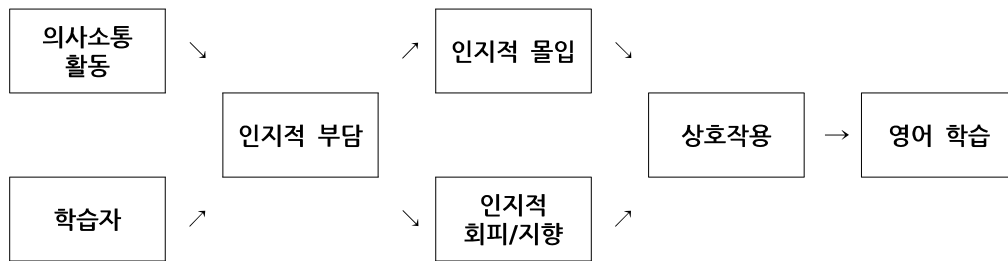 의사소통
활동
↘
↗
인지적 몰입
↘
인지적 부담
상호작용
→
영어 학습
학습자
↗
↘
인지적
회피/지향
↗